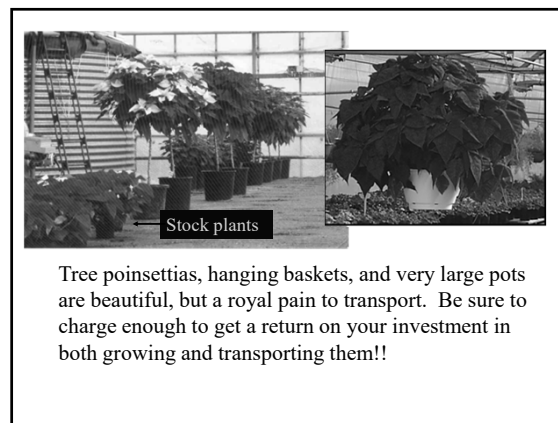 Stock plants
Tree poinsettias, hanging baskets, and very large pots
are beautiful, but a royal pain to transport.  Be sure to
charge enough to get a return on your investment in
both growing and transporting them!!